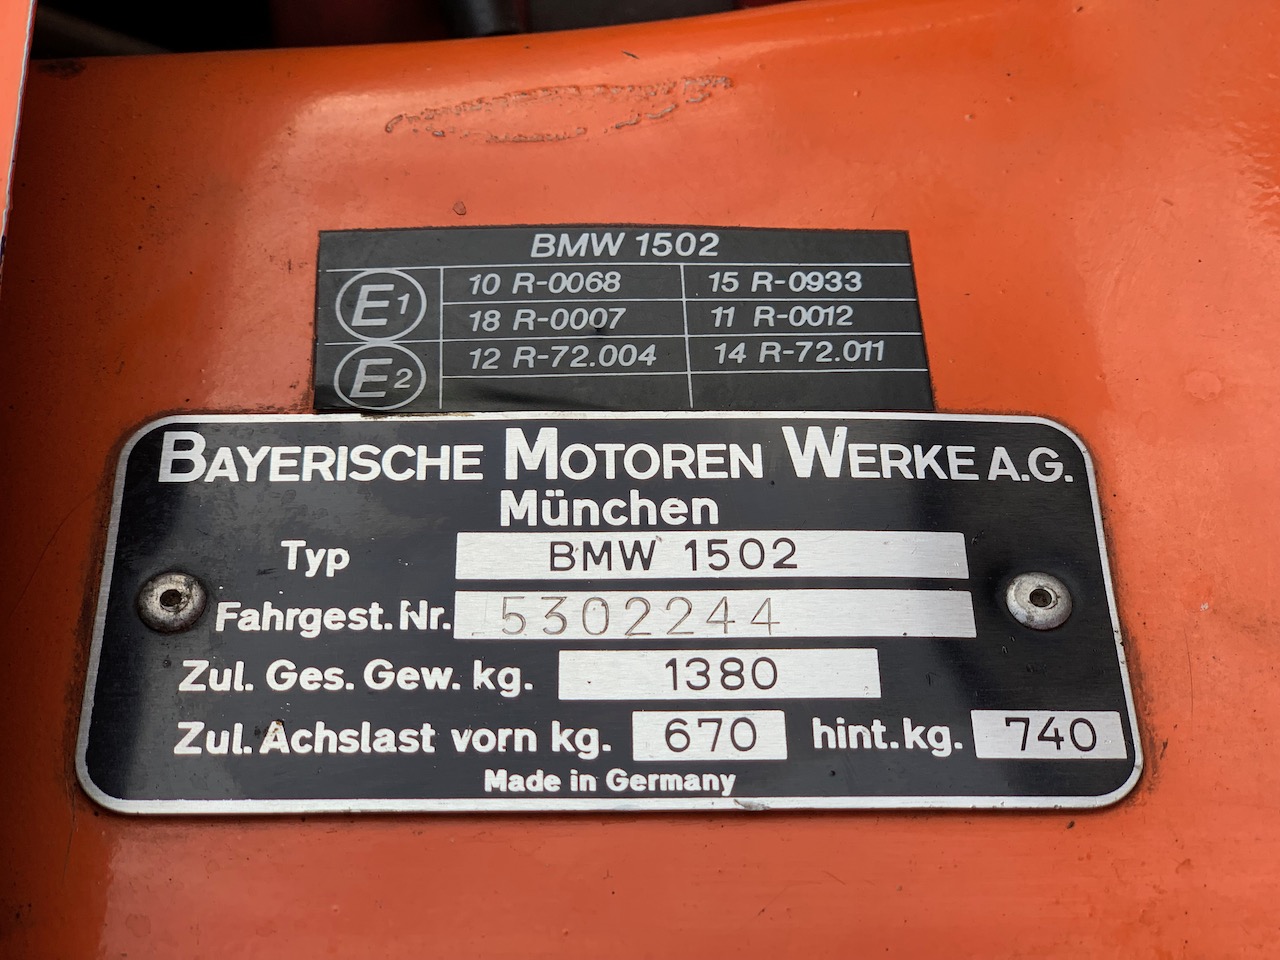 BMW 1502
E1 10 R-0068 15 R-0933
18 R-0007 11 R-0012
E2 12 R-72.004 14 R-72.011
BAYERISCHE MOTOREN WERKE A.G.
München
Typ BMW 1502
Fahrgest. Nr. 5302244
Zul. Ges. Gew. kg. 1380
Zul. Achslast vorn kg. 670 hint. kg. 740
Made in Germany